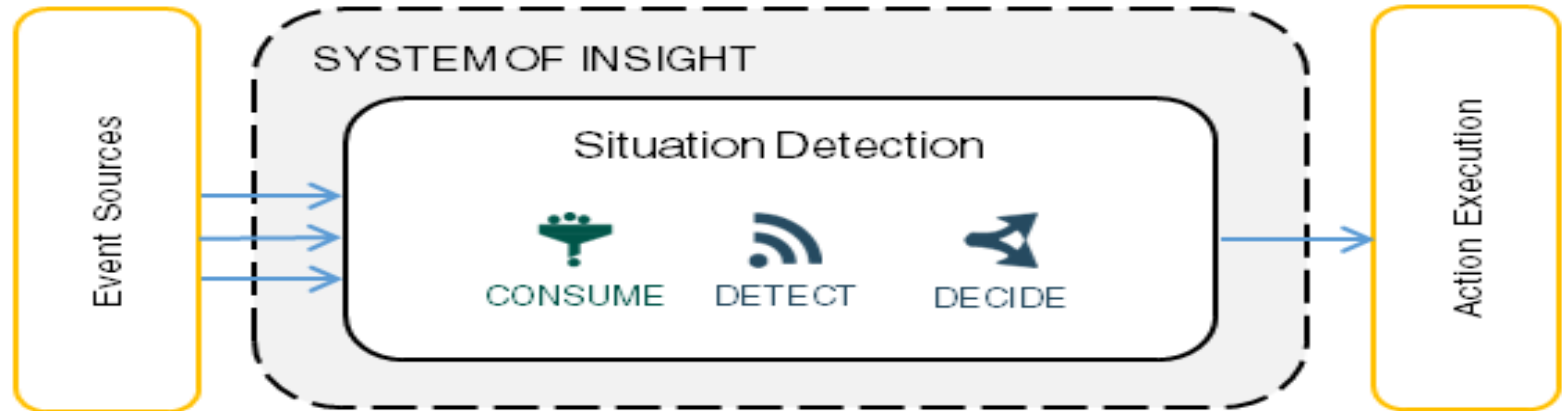 Event Sources
SYSTEM OF INSIGHT
Situation Detection
CONSUME
DETECT
DECIDE
Action Execution